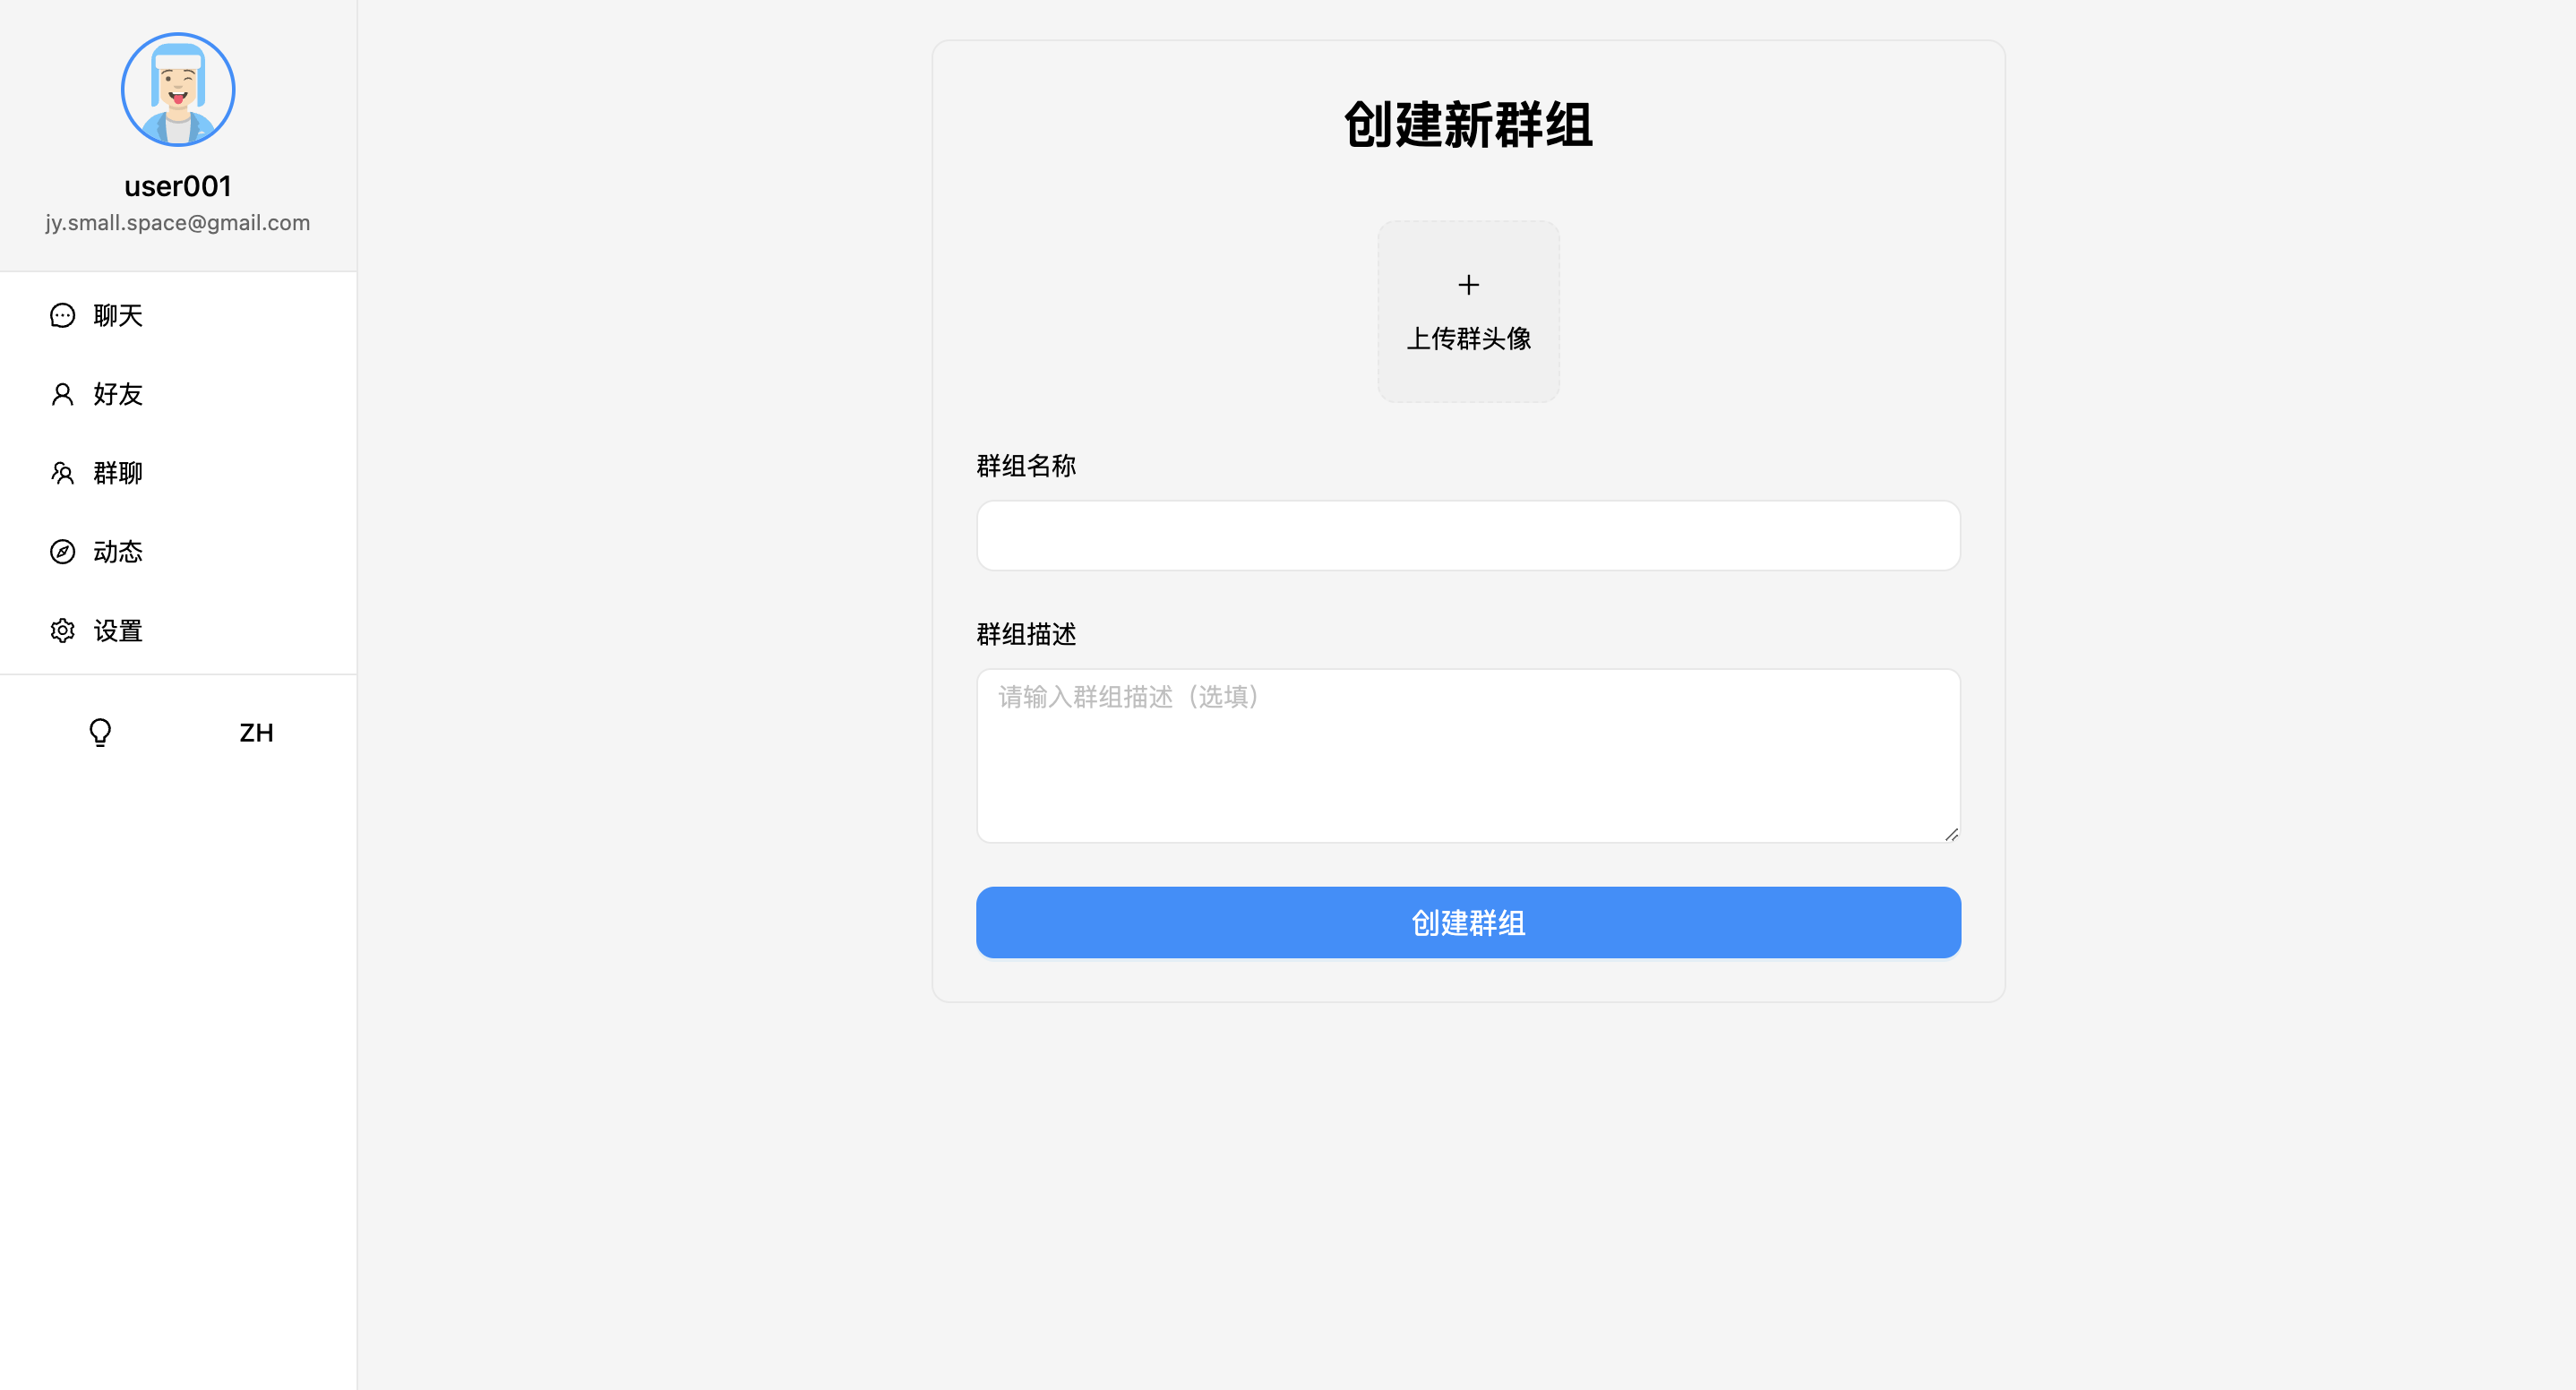 user001
jy.small.space@gmail.com
聊天
好友
群聊
动态
设置
ZH
创建新群组
上传群头像
群组名称
群组描述
请输入群组描述（选填）
创建群组